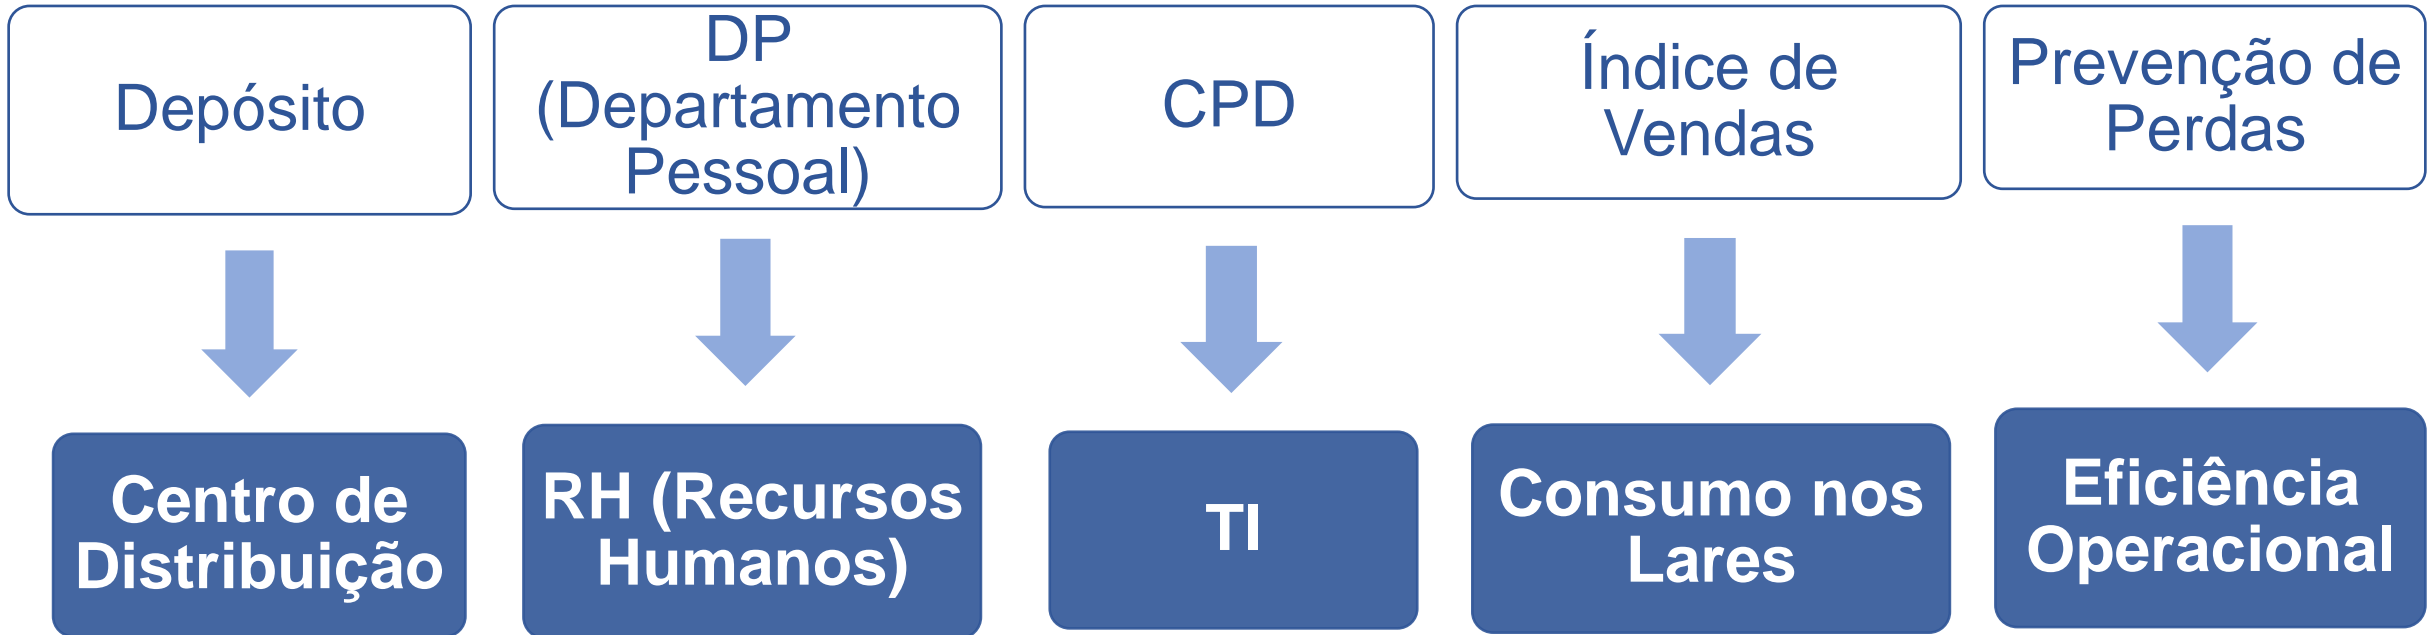 Depósito
DP
(Departamento
Pessoal)
CPD
Índice de
Vendas
Prevenção de
Perdas
Centro de
Distribuição
RH (Recursos
Humanos)
TI
Consumo nos
Lares
Eficiência
Operacional